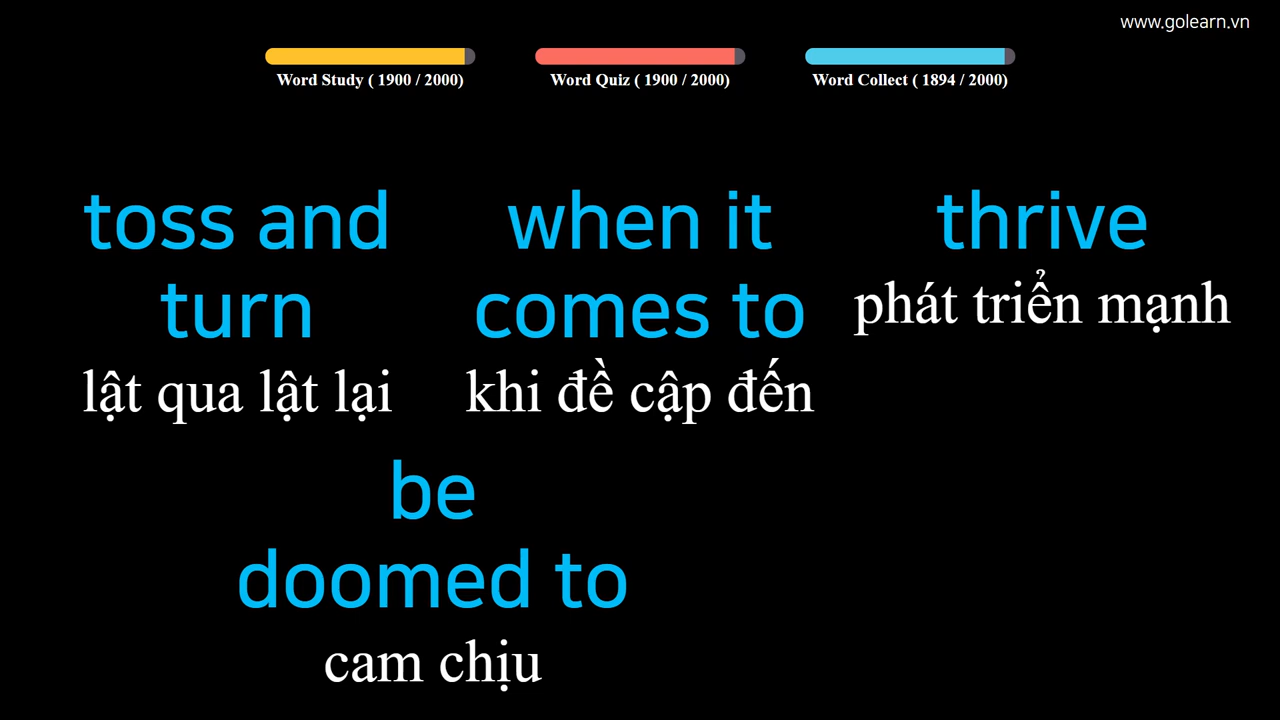 www.golearn.vn
Word Study ( 1900 / 2000)
Word Quiz ( 1900 / 2000)
Word Collect ( 1894 / 2000)
toss and
turn
lật qua lật lại
when it
comes to
khi đề cập đến
thrive
phát triển mạnh
be
doomed to
cam chịu